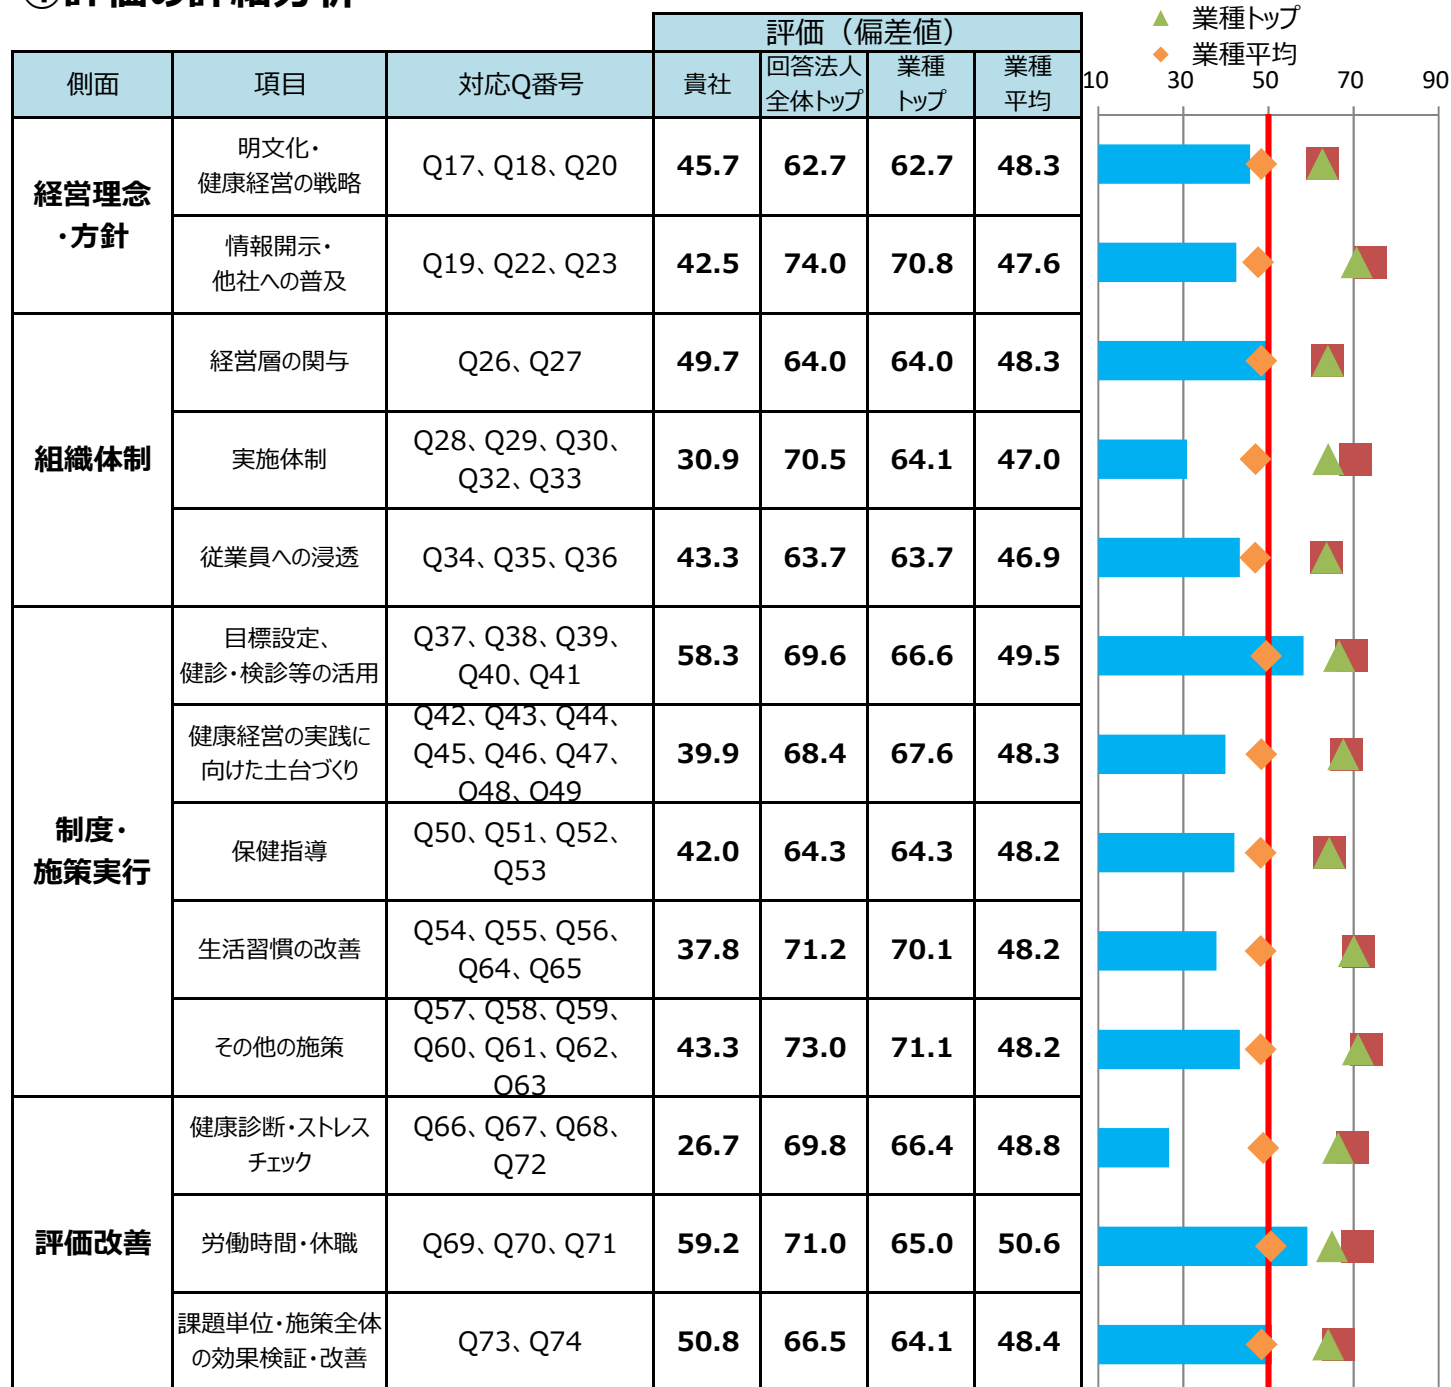 ①評価の詳細分析
▲ 業種トップ
◆ 業種平均
10 30 50 70 90
評価（偏差値）
側面 項目 対応Q番号 貴社 回答法人 業種 業種
全体トップ トップ 平均
経営理念
・方針
明文化・
健康経営の戦略
Q17、Q18、Q20 45.7 62.7 62.7 48.3
情報開示・
他社への普及
Q19、Q22、Q23 42.5 74.0 70.8 47.6
組織体制
経営層の関与 Q26、Q27 49.7 64.0 64.0 48.3
実施体制
Q28、Q29、Q30、
Q32、Q33
30.9 70.5 64.1 47.0
従業員への浸透 Q34、Q35、Q36 43.3 63.7 63.7 46.9
制度・
施策実行
目標設定、
健診・検診等の活用
Q37、Q38、Q39、
Q40、Q41
58.3 69.6 66.6 49.5
健康経営の実践に
向けた土台づくり
Q42、Q43、Q44、
Q45、Q46、Q47、
Q48、Q49
39.9 68.4 67.6 48.3
保健指導
Q50、Q51、Q52、
Q53
42.0 64.3 64.3 48.2
生活習慣の改善
Q54、Q55、Q56、
Q64、Q65
37.8 71.2 70.1 48.2
その他の施策
Q57、Q58、Q59、
Q60、Q61、Q62、
Q63
43.3 73.0 71.1 48.2
評価改善
健康診断・ストレス
チェック
Q66、Q67、Q68、
Q72
26.7 69.8 66.4 48.8
労働時間・休職 Q69、Q70、Q71 59.2 71.0 65.0 50.6
課題単位・施策全体
の効果検証・改善
Q73、Q74 50.8 66.5 64.1 48.4